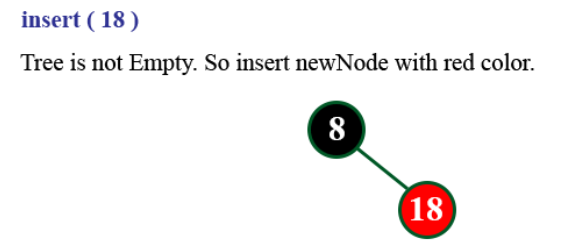 insert ( 18 )
Tree is not Empty. So insert newNode with red color.
8
18